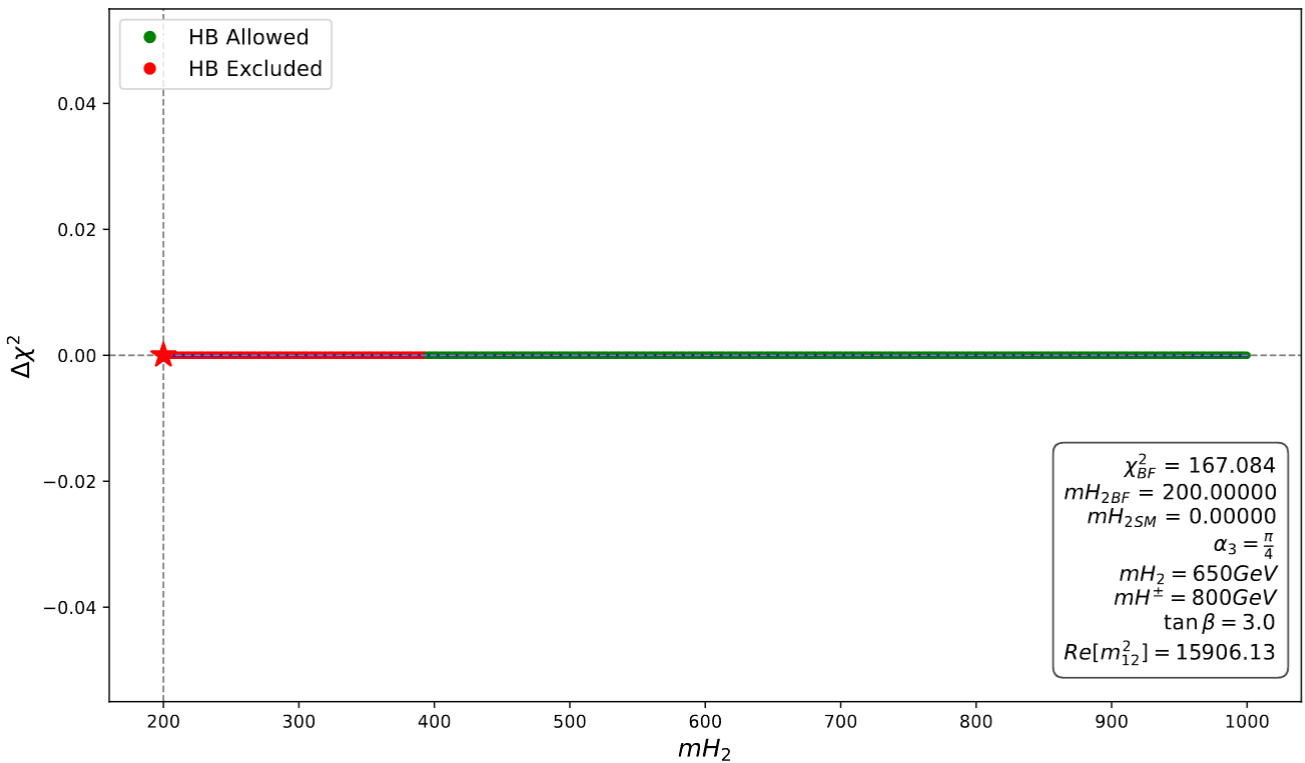 HB Allowed
HB Excluded
0.04
0.02
0.00
−0.02
−0.04
Δχ²
χ²_BF = 167.084
mH₂BF = 200.00000
mH₂SM = 0.00000
α₃ = π/4
mH₂ = 650GeV
mH± = 800GeV
tan β = 3.0
Re[m²₁₂] = 15906.13
200 300 400 500 600 700 800 900 1000
mH₂